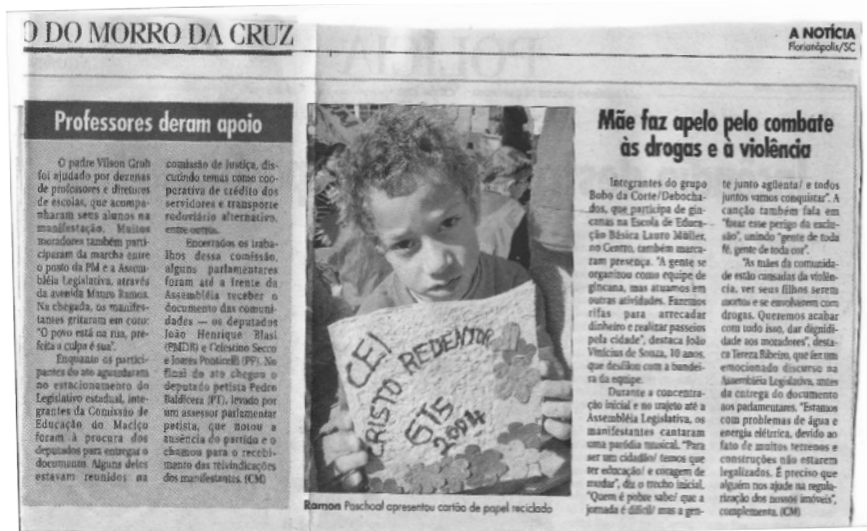 O DO MORRO DA CRUZ
A NOTÍCIA
Florianópolis/SC
Professores deram apoio
O padre Vilson Groh
foi ajudado por dezenas
de professores e diretores
de escolas, que acompa-
nharam seus alunos na
manifestação. Muitos
moradores também parti-
ciparam da marcha entre
o posto da PM e a Assem-
bléia Legislativa, através
da avenida Mauro Ramos.
Na chegada, os manifes-
tantes gritaram em coro:
"O povo está na rua, pre-
feita a culpa é sua".
Enquanto os partici-
pantes do ato aguardavam
no estacionamento do
Legislativo estadual, inte-
grantes da Comissão de
Educação do Maciço
foram à procura dos
deputados para entregar o
documento. Alguns deles
estavam reunidos na
comissão de Justiça, dis-
cutindo temas como coo-
perativa de crédito dos
servidores e transporte
rodoviário alternativo,
entre outros.
Encerrados os traba-
lhos dessa comissão,
alguns parlamentares
foram até a frente da
Assembléia receber o
documento das comuni-
dades — os deputados
João Henrique Blasi
(PMDB) e Celestino Secco
e Joares Ponticelli (PP). No
final do ato chegou o
deputado petista Pedro
Baldicera (PT), levado por
um assessor parlamentar
petista, que notou a
ausência do partido e o
chamou para o recebi-
mento das reivindicações
dos manifestantes. (CM)
CEI
CRISTO REDENTOR
GT5
2004
Ramon Paschoal apresentou cartão de papel reciclado
Mãe faz apelo pelo combate
às drogas e à violência
Integrantes do grupo
Bobo da Corte/Debocha-
dos, que participa de gin-
canas na Escola de Educa-
ção Básica Lauro Müller,
no Centro, também marca-
ram presença. "A gente se
organizou como equipe de
gincana, mas atuamos em
outras atividades. Fazemos
rifas para arrecadar
dinheiro e realizar passeios
pela cidade", destaca João
Vinícius de Souza, 10 anos,
que desfilou com a bandei-
ra da equipe.
Durante a concentra-
ção inicial e no trajeto até a
Assembléia Legislativa, os
manifestantes cantaram
uma paródia musical. "Para
ser um cidadão/ temos que
ter educação/ e coragem de
mudar", diz o trecho inicial.
"Quem é pobre sabe/ que a
jornada é difícil/ mas a gen-
te junto agüenta/ e todos
juntos vamos conquistar". A
canção também fala em
"tirar esse perigo da exclu-
são", unindo "gente de toda
fé, gente de toda cor".
"As mães da comunida-
de estão cansadas da violên-
cia, ver seus filhos serem
mortos e se envolverem com
drogas. Queremos acabar
com tudo isso, dar dignida-
de aos moradores", desta-
ca Tereza Ribeiro, que fez um
emocionado discurso na
Assembléia Legislativa, antes
da entrega do documento
aos parlamentares. "Estamos
com problemas de água e
energia elétrica, devido ao
fato de muitos terrenos e
construções não estarem
legalizados. É preciso que
alguém nos ajude na regula-
rização dos nossos imóveis",
complementa. (CM)